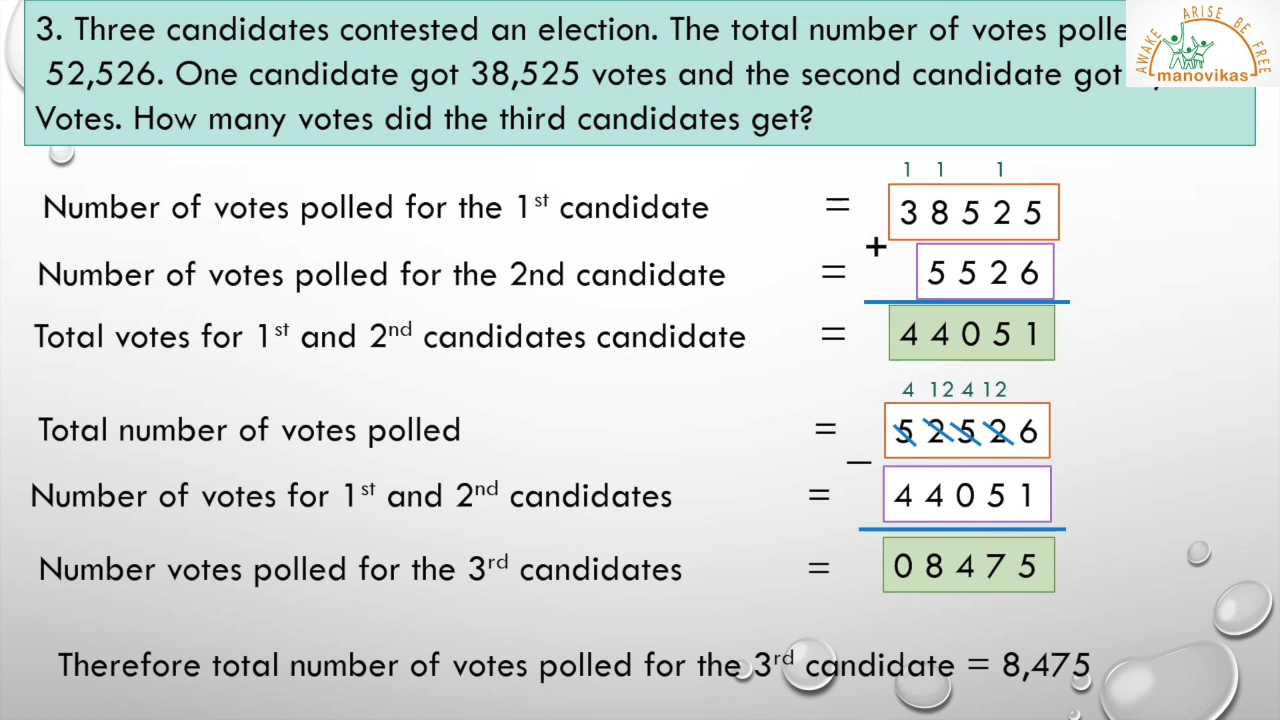 3. Three candidates contested an election. The total number of votes
52,526. One candidate got 38,525 votes and the second candidate got
Votes. How many votes did the third candidates get?
AWAKE ARISE BE FREE
manovikas
1 1 1
Number of votes polled for the 1st candidate = 3 8 5 2 5
+
Number of votes polled for the 2nd candidate = 5 5 2 6
Total votes for 1st and 2nd candidates candidate = 4 4 0 5 1
4 12 4 12
Total number of votes polled = 5 2 5 2 6
–
Number of votes for 1st and 2nd candidates = 4 4 0 5 1
Number votes polled for the 3rd candidates = 0 8 4 7 5
Therefore total number of votes polled for the 3rd candidate = 8,475